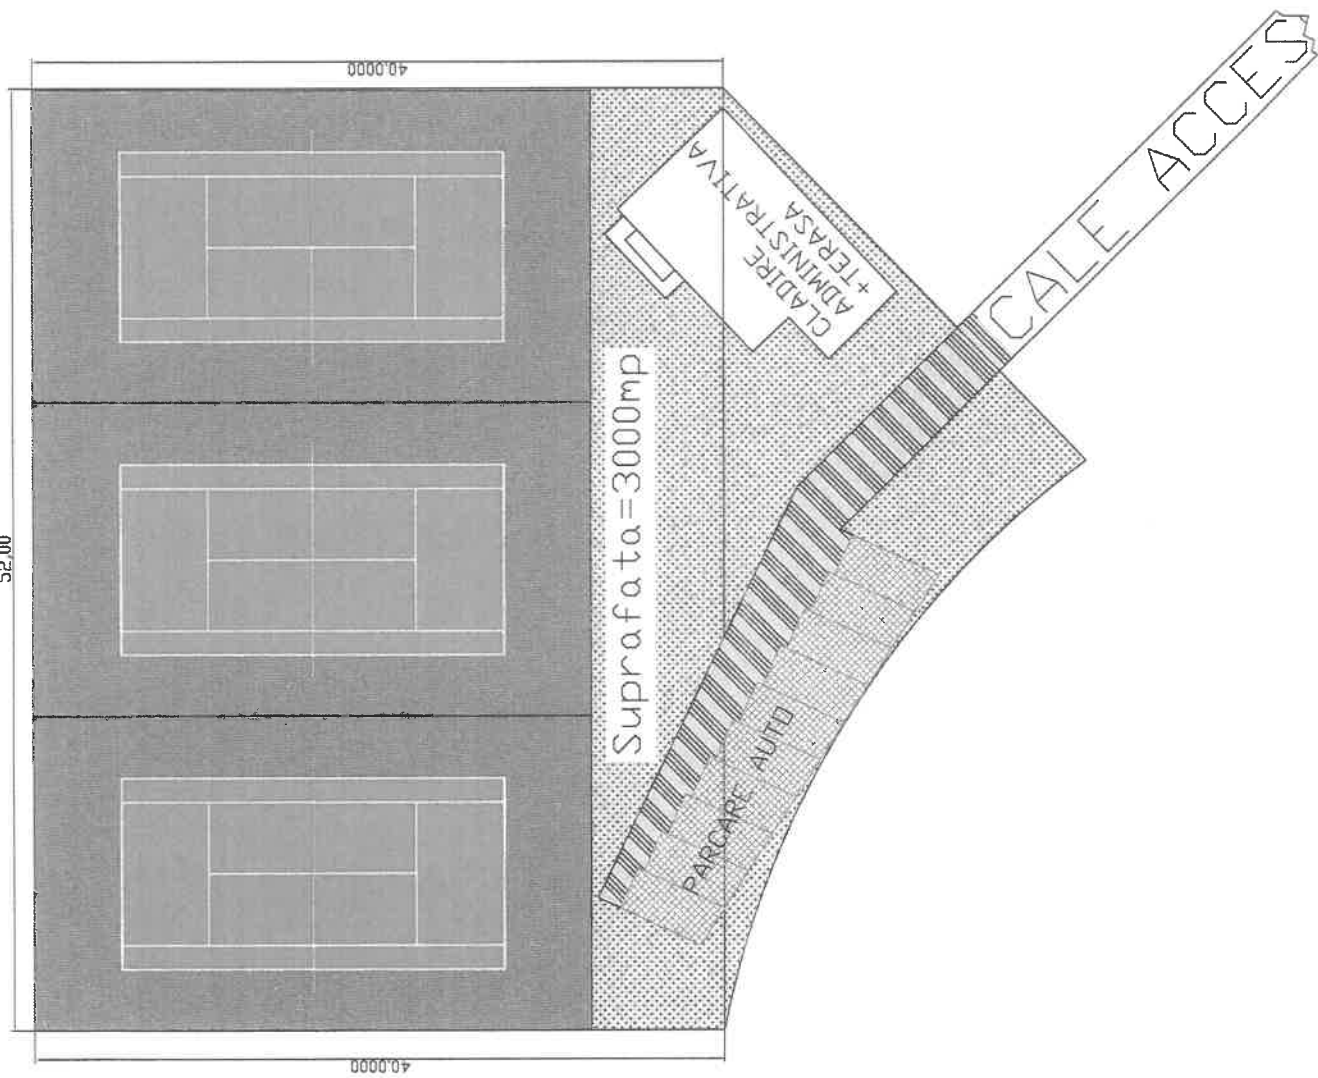 40.0000
52,00
CLADIRE
ADMINISTRATIVA
+TERASA
CALE ACCES
Suprafata=3000mp
PARCARE AUTO
40.0000